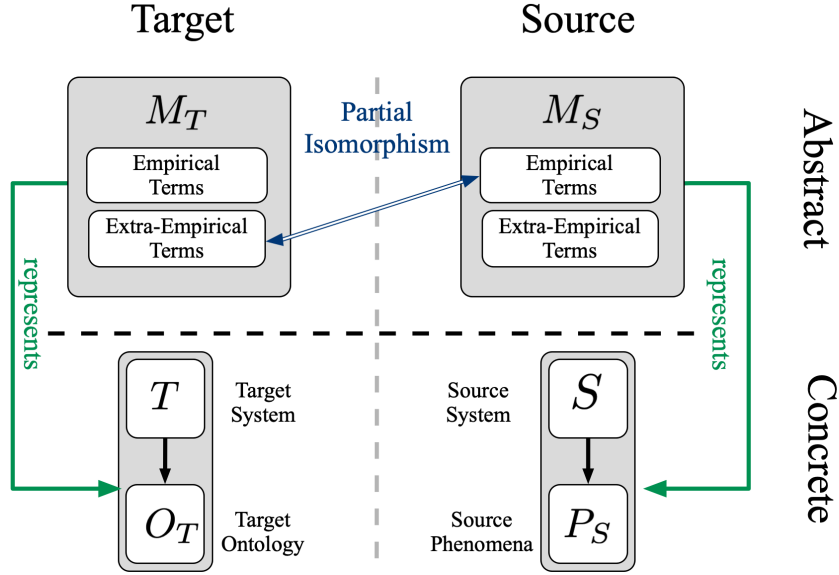 Target
Source
M_T
Empirical
Terms
Extra-Empirical
Terms
Partial
Isomorphism
M_S
Empirical
Terms
Extra-Empirical
Terms
Abstract
represents
represents
T
Target
System
O_T
Target
Ontology
Source
System
S
Source
Phenomena
P_S
Concrete